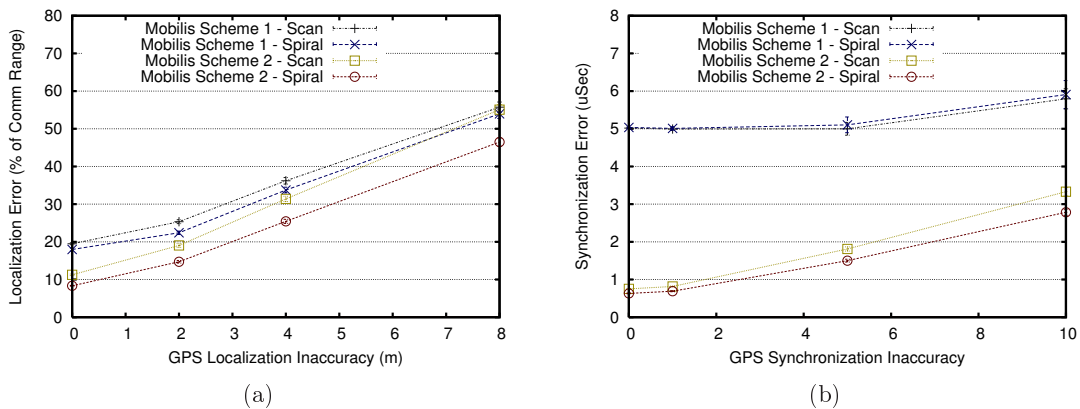 Mobilis Scheme 1 - Scan
Mobilis Scheme 1 - Spiral
Mobilis Scheme 2 - Scan
Mobilis Scheme 2 - Spiral
80
70
60
50
40
30
20
10
0
Localization Error (% of Comm Range)
0 1 2 3 4 5 6 7 8
GPS Localization Inaccuracy (m)
(a)
Mobilis Scheme 1 - Scan
Mobilis Scheme 1 - Spiral
Mobilis Scheme 2 - Scan
Mobilis Scheme 2 - Spiral
8
7
6
5
4
3
2
1
0
Synchronization Error (uSec)
0 2 4 6 8 10
GPS Synchronization Inaccuracy
(b)